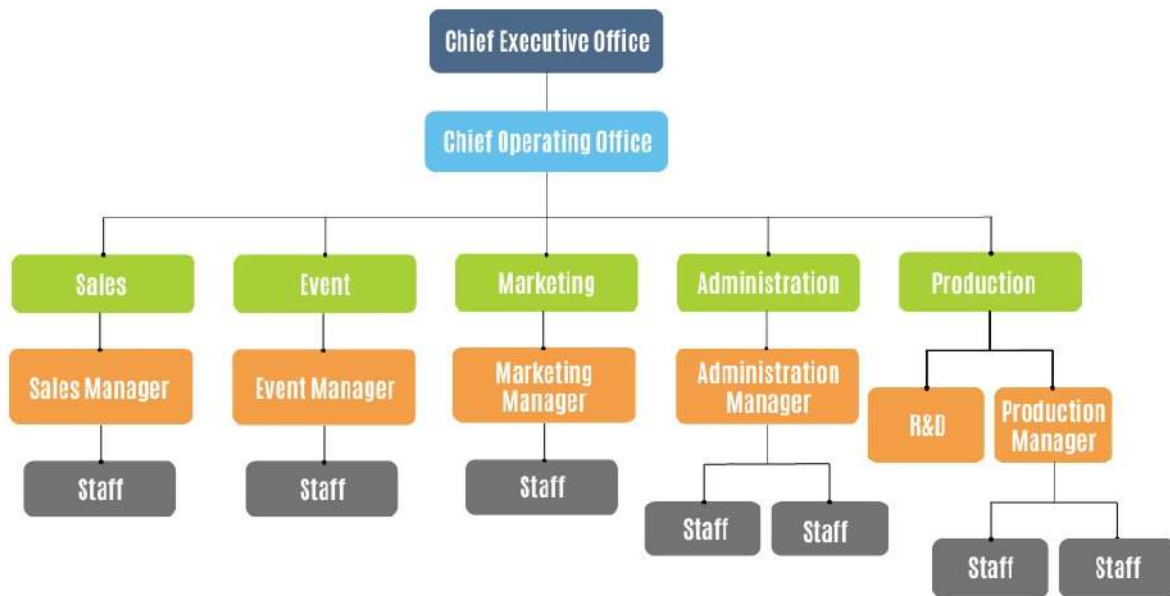 Chief Executive Office
Chief Operating Office
Sales
Event
Marketing
Administration
Production
Sales Manager
Event Manager
Marketing
Manager
Administration
Manager
R&D
Production
Manager
Staff
Staff
Staff
Staff
Staff
Staff
Staff